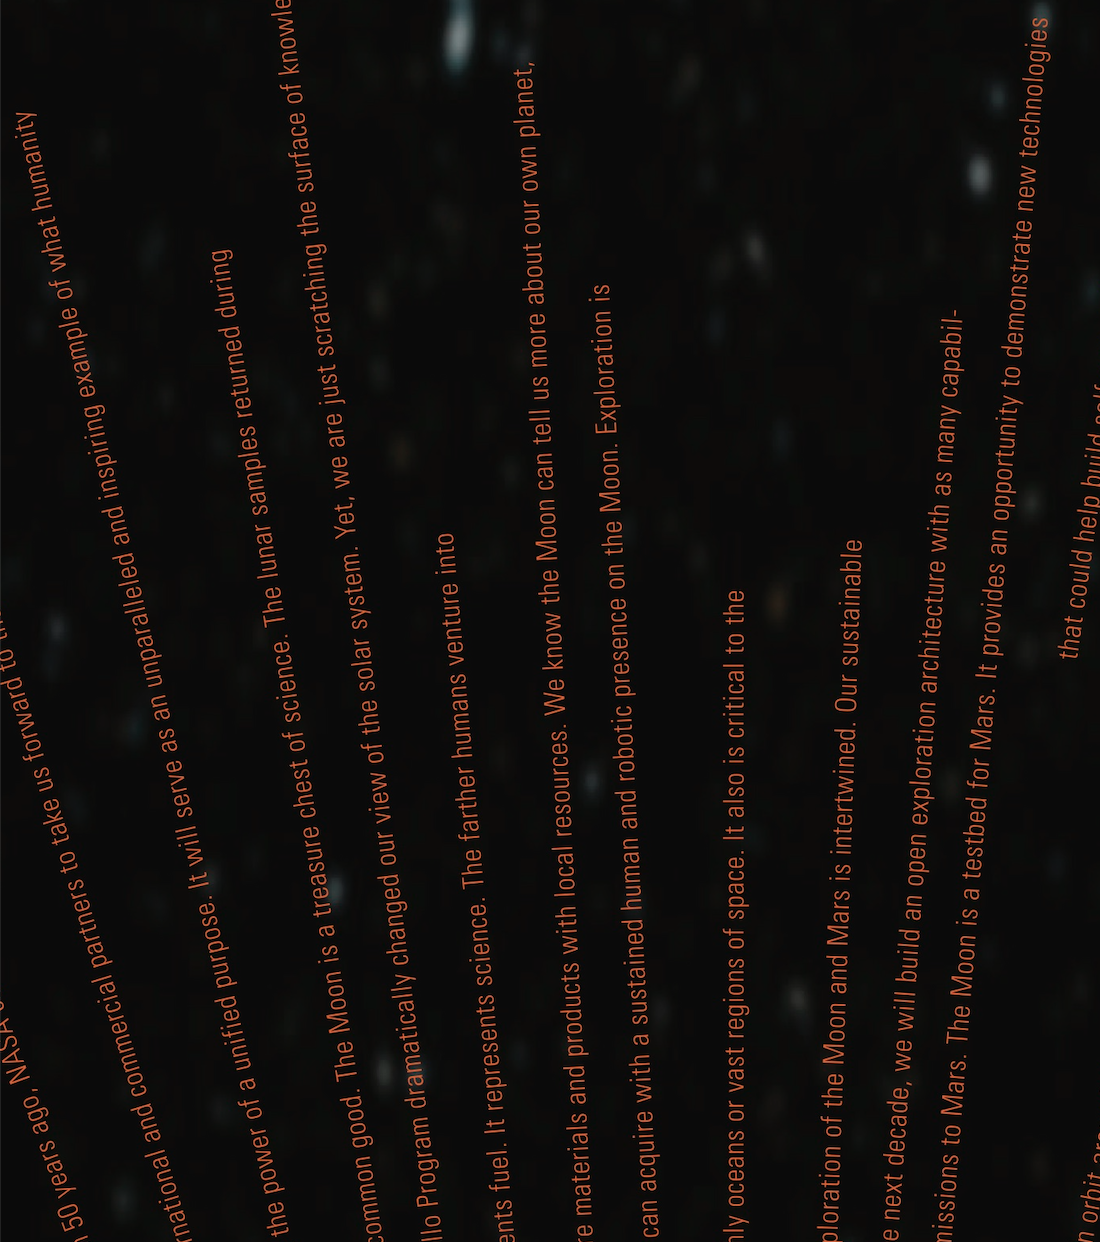 50 years ago, NASA's
and commercial partners to take us forward to
the power of a unified purpose. It will serve as an unparalleled and inspiring example of what humanity
common good. The Moon is a treasure chest of science. The lunar samples returned during
Program dramatically changed our view of the solar system. Yet, we are just scratching the surface of
fuel. It represents science. The farther humans venture into
materials and products with local resources. We know the Moon can tell us more about our own planet,
can acquire with a sustained human and robotic presence on the Moon. Exploration is
oceans or vast regions of space. It also is critical to the
of the Moon and Mars is intertwined. Our sustainable
next decade, we will build an open exploration architecture with as many capabil-
missions to Mars. The Moon is a testbed for Mars. It provides an opportunity to demonstrate new technologies
that could help build
orbit